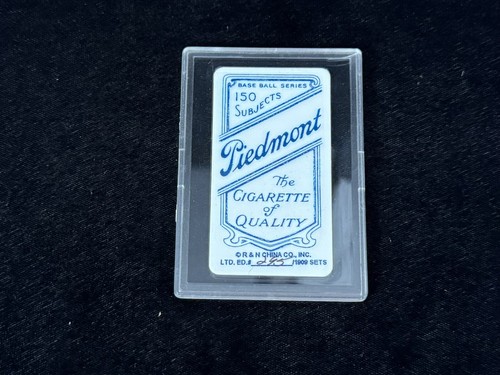 BASE BALL SERIES
150
SUBJECTS
Piedmont
The
CIGARETTE
of
QUALITY
© R & N CHINA CO., INC.
LTD. ED.# /1909 SETS